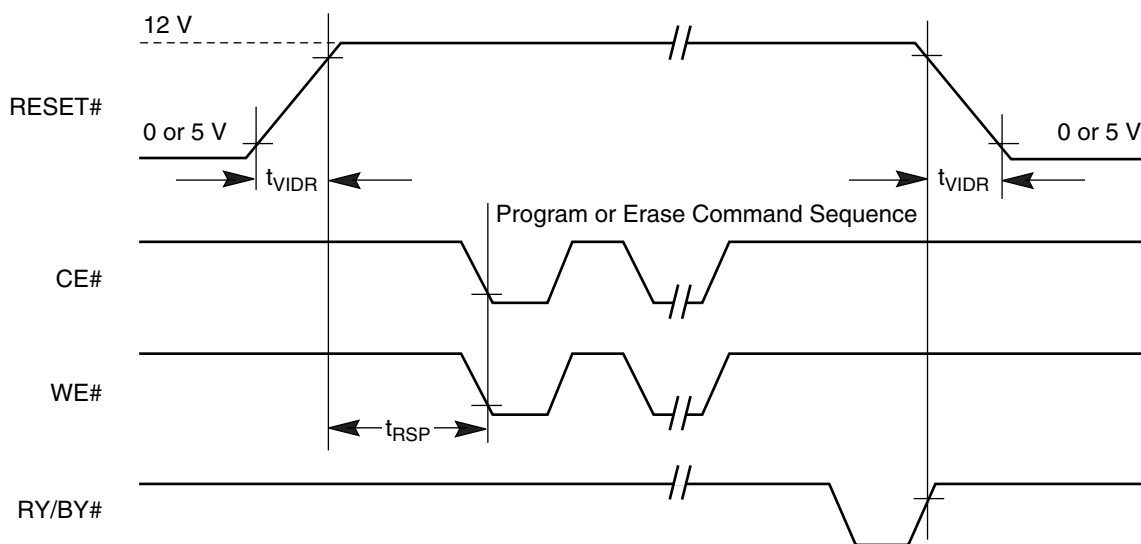 12 V
RESET#
0 or 5 V
0 or 5 V
tVIDR
tVIDR
Program or Erase Command Sequence
CE#
WE#
tRSP
RY/BY#